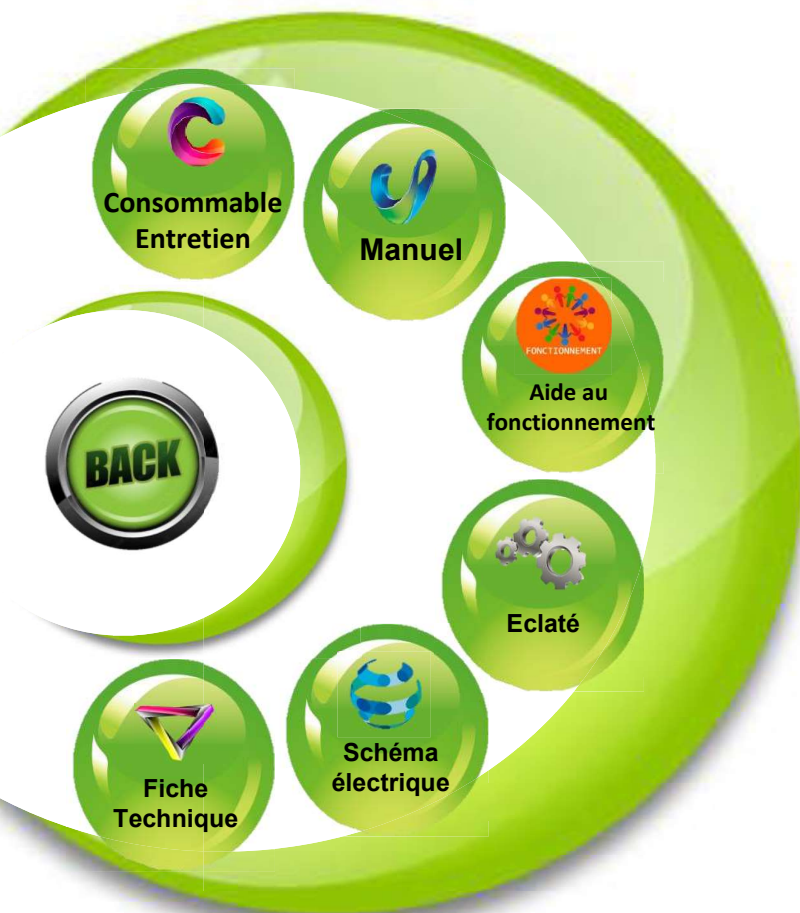 Consommable
Entretien
Manuel
FONCTIONNEMENT
Aide au
fonctionnement
BACK
Eclaté
Schéma
électrique
Fiche
Technique